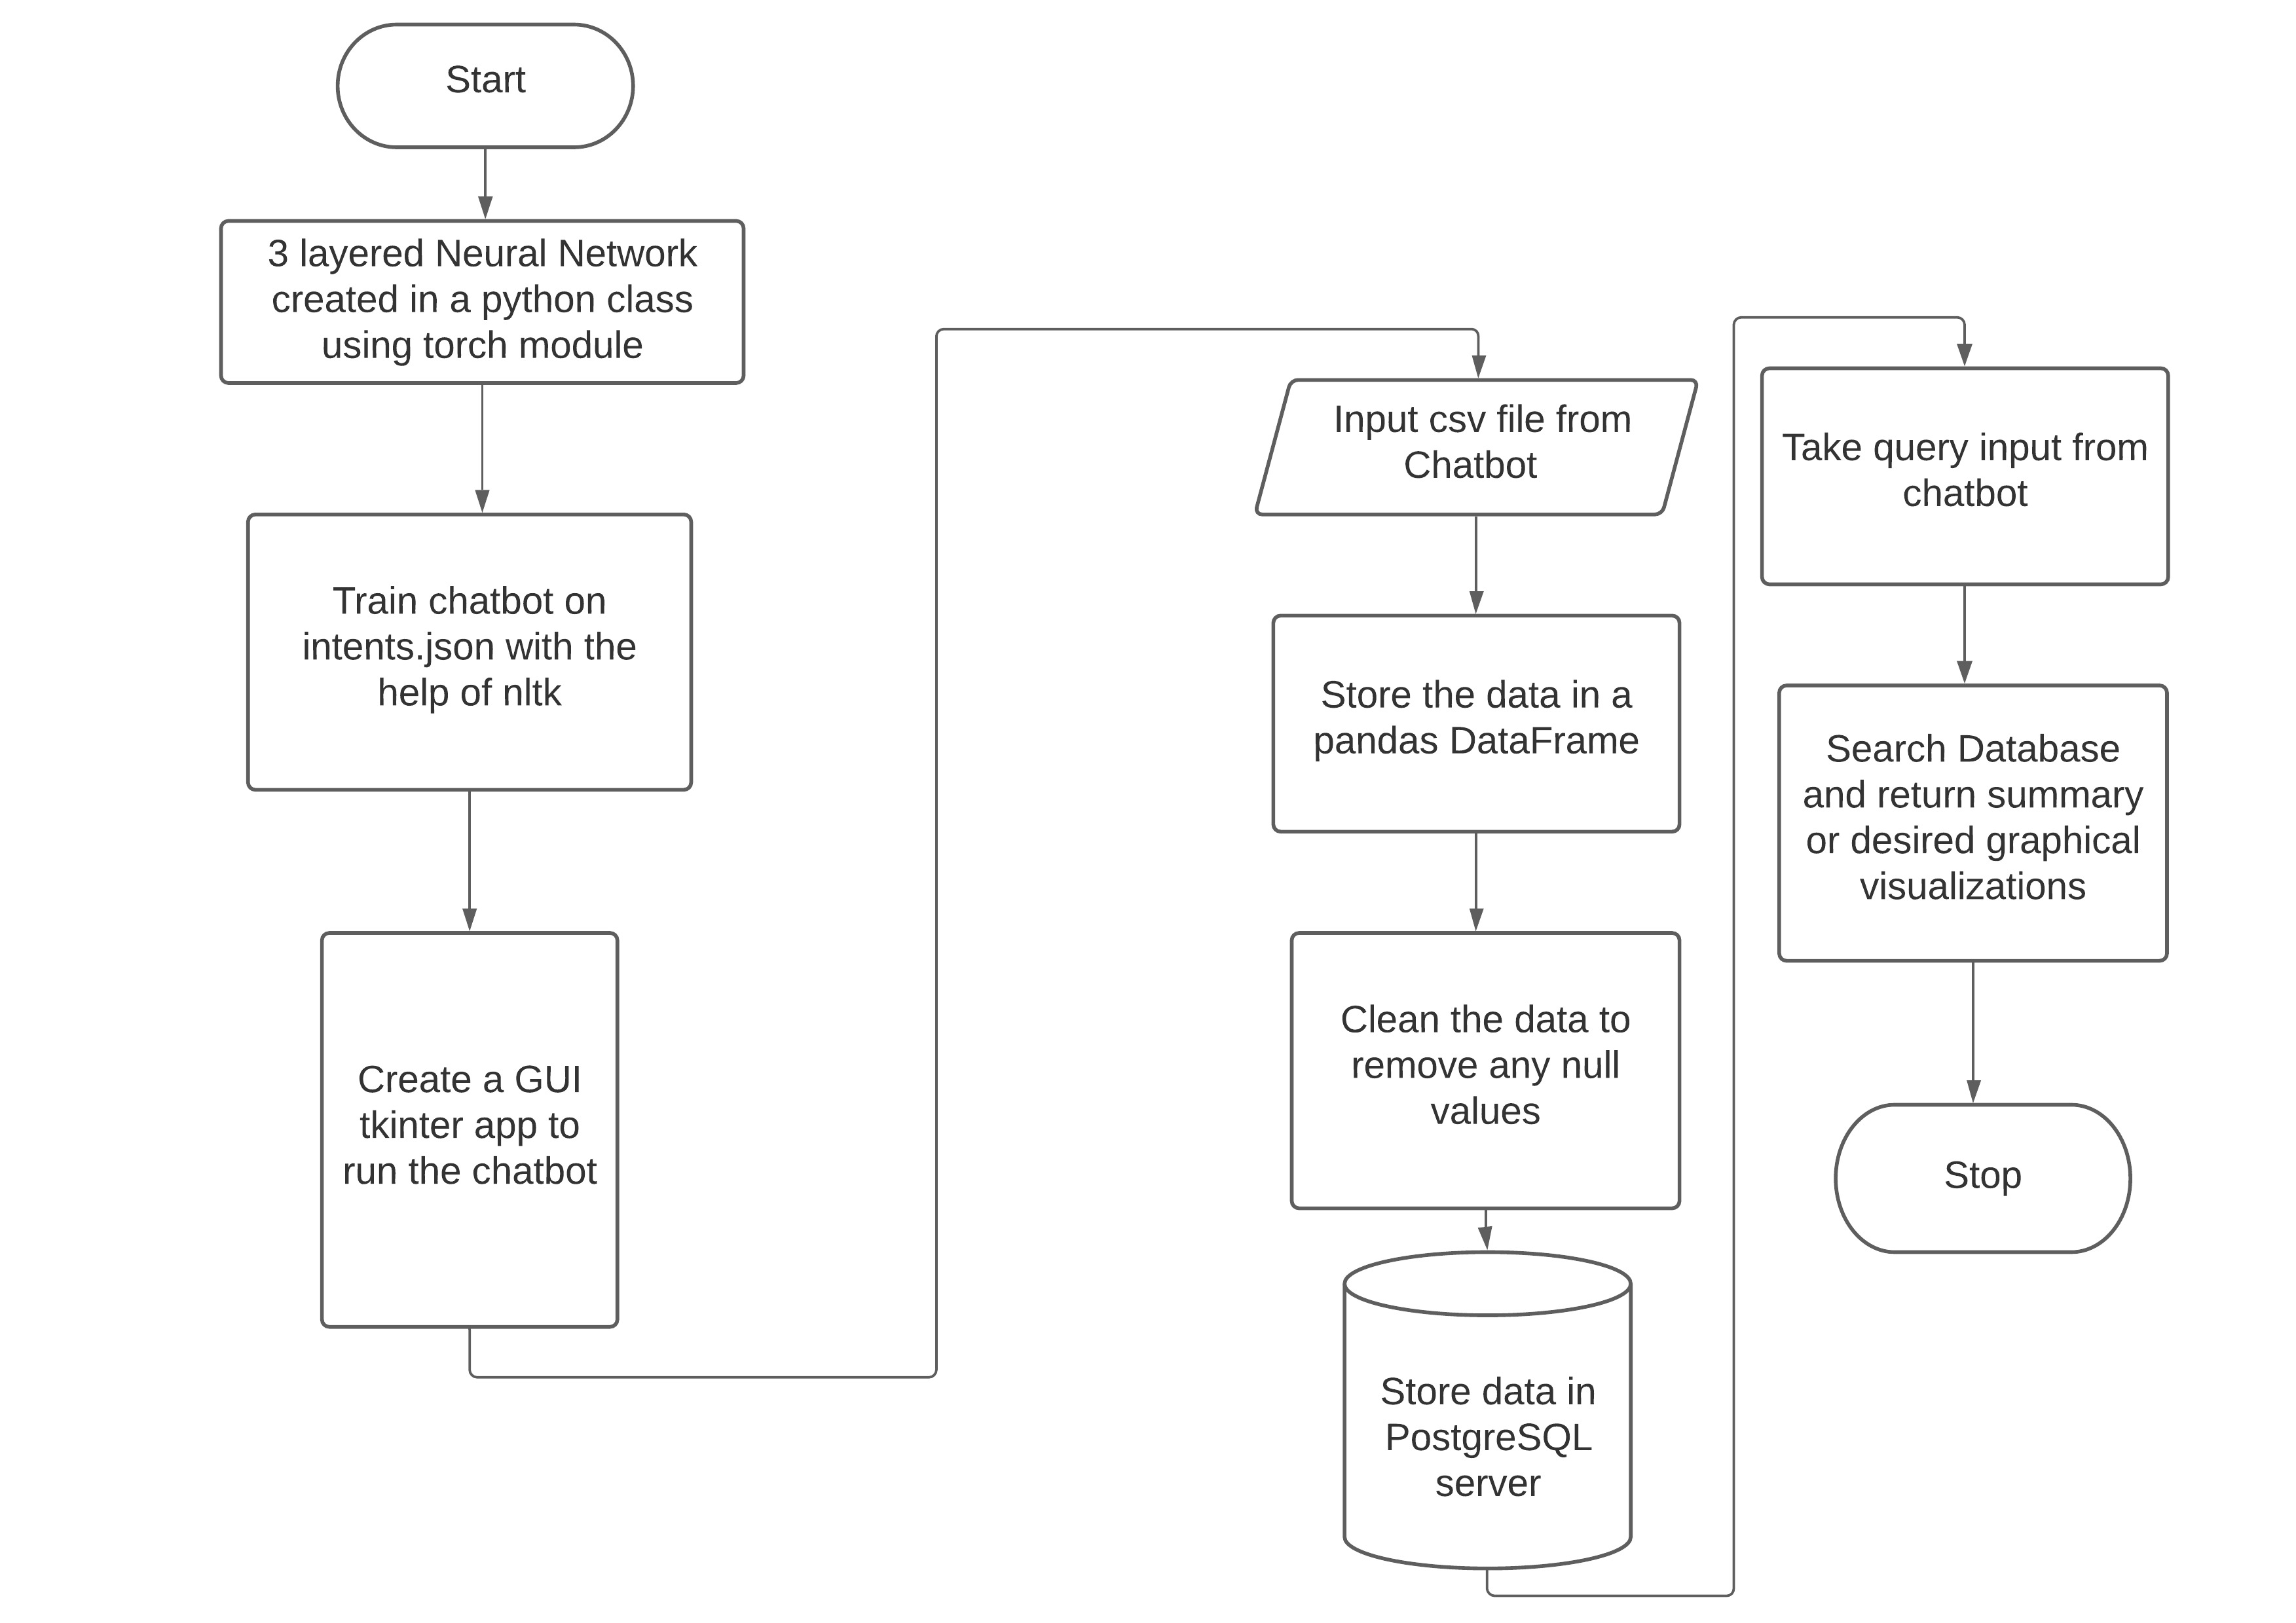 Start
3 layered Neural Network
created in a python class
using torch module
Train chatbot on
intents.json with the
help of nltk
Create a GUI
tkinter app to
run the chatbot
Input csv file from
Chatbot
Store the data in a
pandas DataFrame
Clean the data to
remove any null
values
Store data in
PostgreSQL
server
Take query input from
chatbot
Search Database
and return summary
or desired graphical
visualizations
Stop